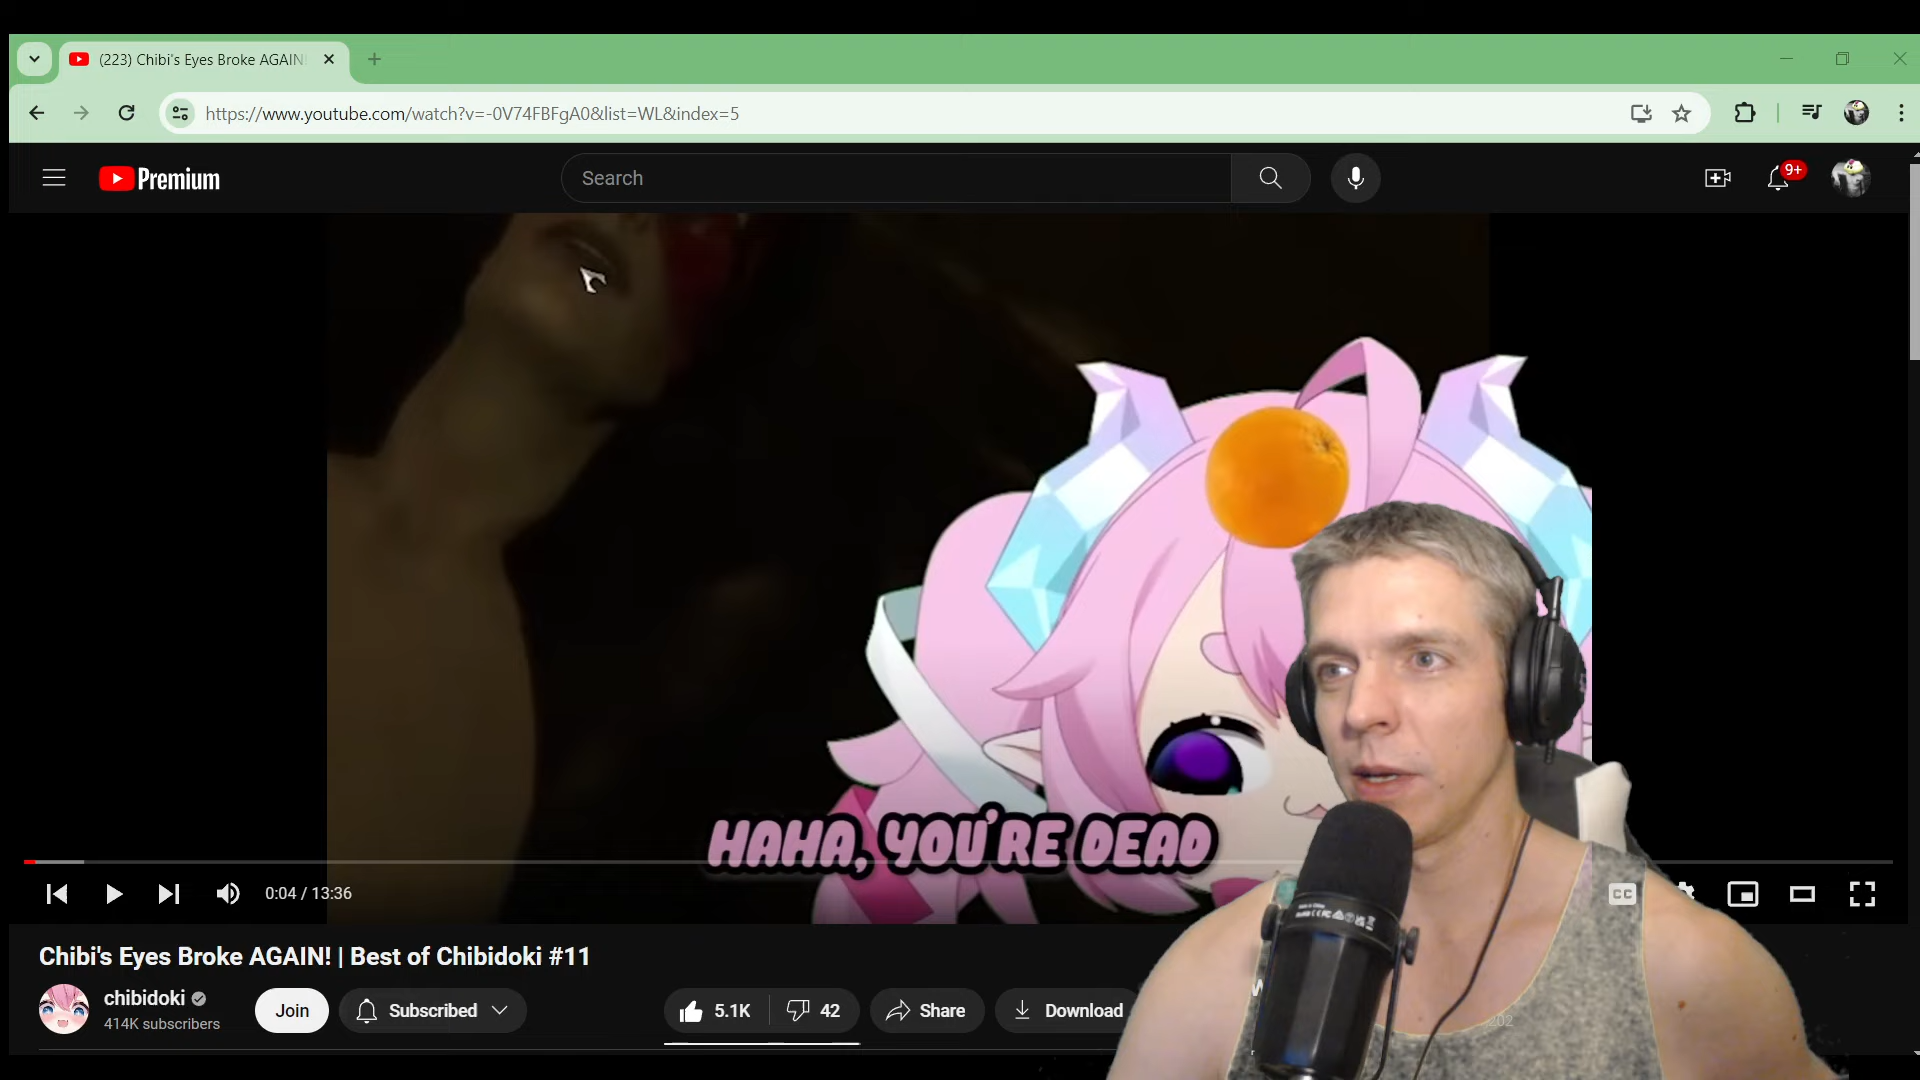 (223) Chibi's Eyes Broke AGAIN!
https://www.youtube.com/watch?v=-0V74FBFgA0&list=WL&index=5
Premium
Search
9+
HAHA, YOU'RE DEAD
0:04 / 13:36
CC
Chibi's Eyes Broke AGAIN! | Best of Chibidoki #11
chibidoki
414K subscribers
Join
Subscribed
5.1K
42
Share
Download